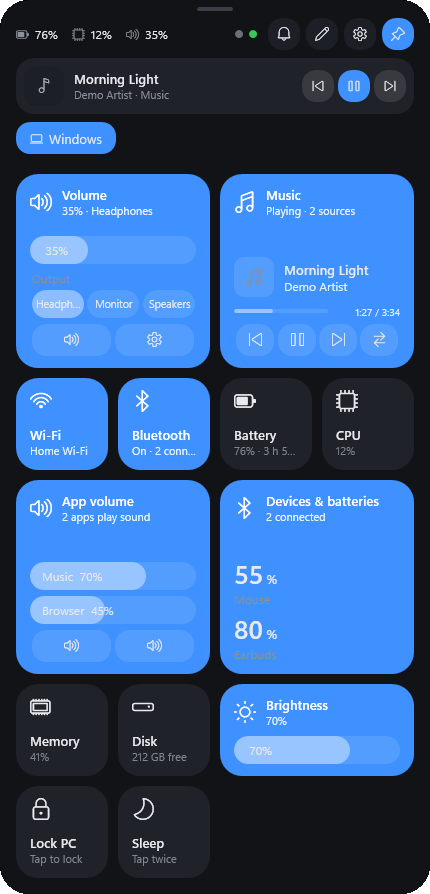 76% 12% 35%
Morning Light
Demo Artist · Music
Windows
Volume
35% · Headphones
35%
Output
Headph... Monitor Speakers
Music
Playing · 2 sources
Morning Light
Demo Artist
1:27 / 3:34
Wi-Fi
Home Wi-Fi
Bluetooth
On · 2 conn...
Battery
76% · 3 h 5...
CPU
12%
App volume
2 apps play sound
Music 70%
Browser 45%
Devices & batteries
2 connected
55 %
Mouse
80 %
Earbuds
Memory
41%
Disk
212 GB free
Brightness
70%
70%
Lock PC
Tap to lock
Sleep
Tap twice